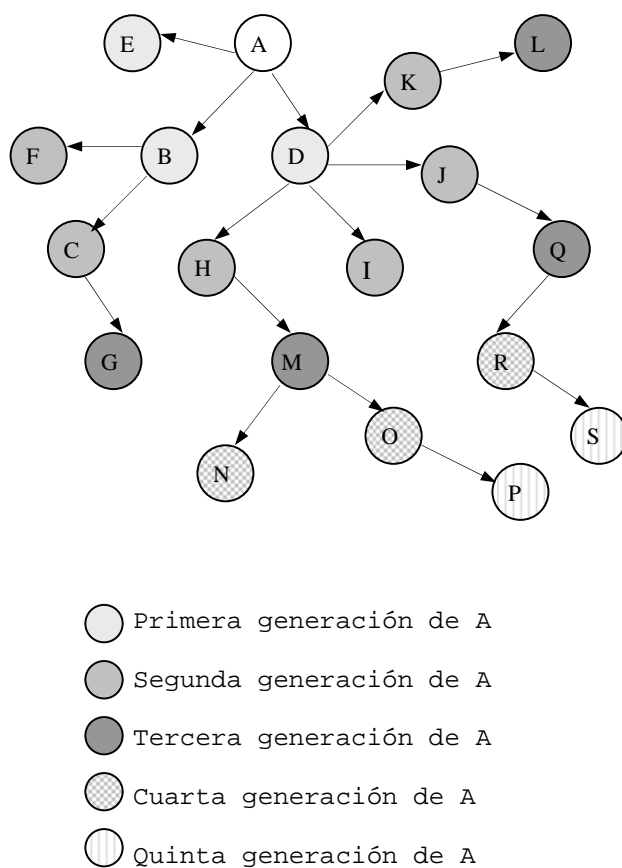 E A L
K
F B D J
C H I Q
G M R
N O S
P
Primera generación de A
Segunda generación de A
Tercera generación de A
Cuarta generación de A
Quinta generación de A